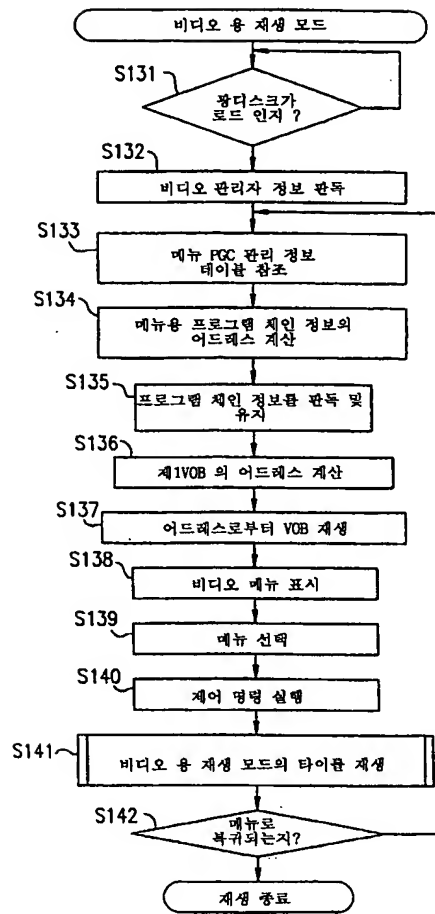 비디오 용 재생 모드
S131
광디스크가
로드 인지 ?
S132
비디오 관리자 정보 판독
S133
메뉴 PGC 관리 정보
테이블 참조
S134
메뉴용 프로그램 체인 정보의
어드레스 계산
S135
프로그램 체인 정보를 판독 및
유지
S136
제1VOB 의 어드레스 계산
S137
어드레스로부터 VOB 재생
S138
비디오 메뉴 표시
S139
메뉴 선택
S140
제어 명령 실행
S141
비디오 용 재생 모드의 타이틀 재생
S142
메뉴로
복귀되는지?
재생 종료